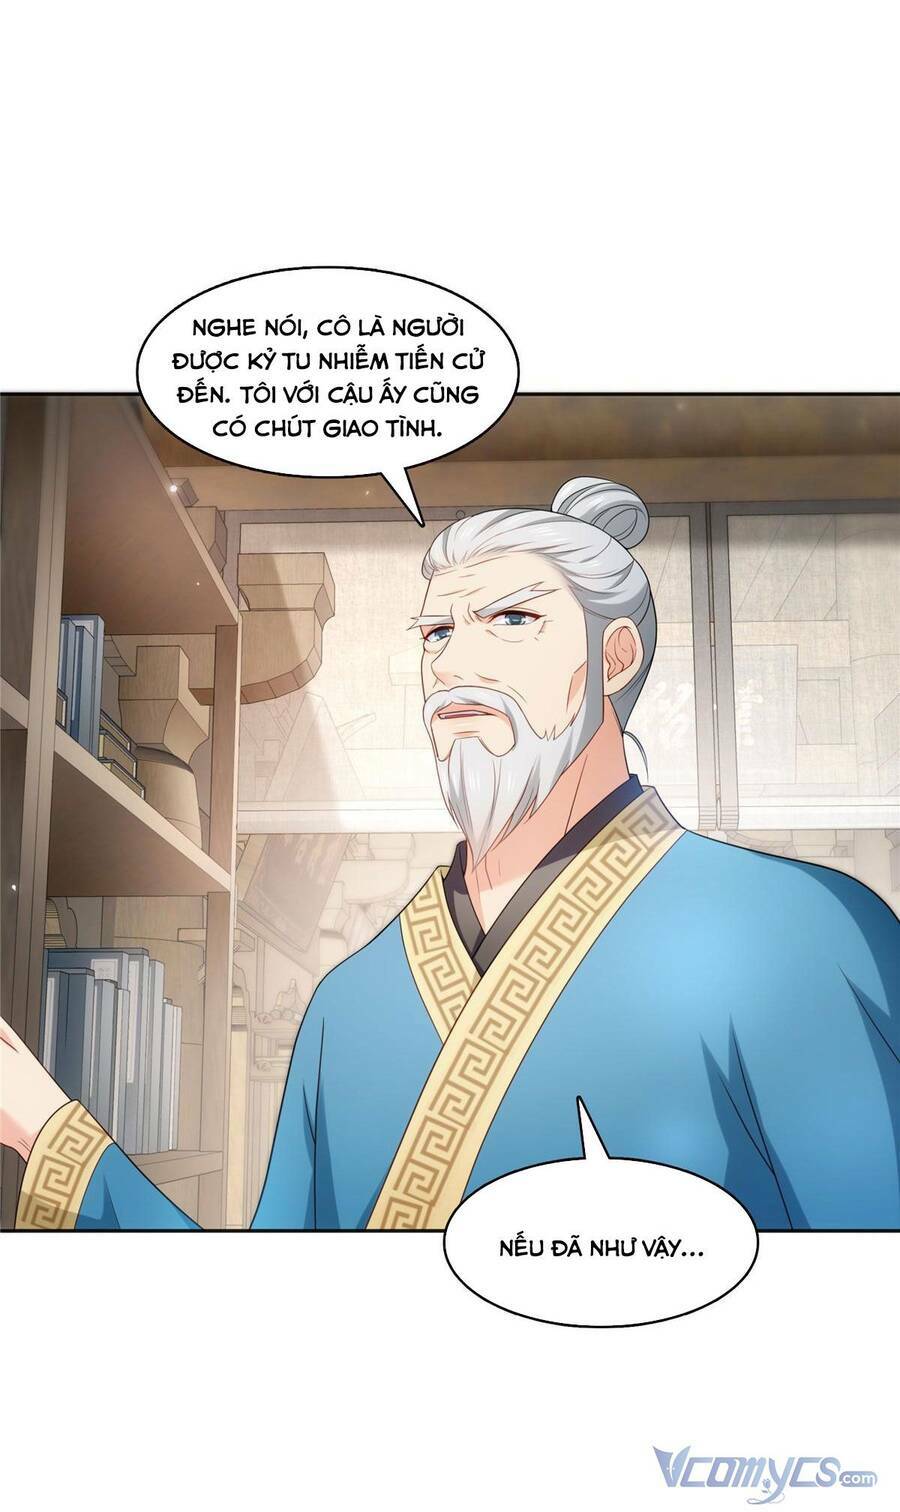 NGHE NÓI, CÔ LÀ NGƯỜI
ĐƯỢC KỶ TU NHIỄM TIẾN CỬ
ĐẾN. TÔI VỚI CẬU ẤY CŨNG
CÓ CHÚT GIAO TÌNH.
NẾU ĐÃ NHƯ VẬY...
VCOMYCS.com